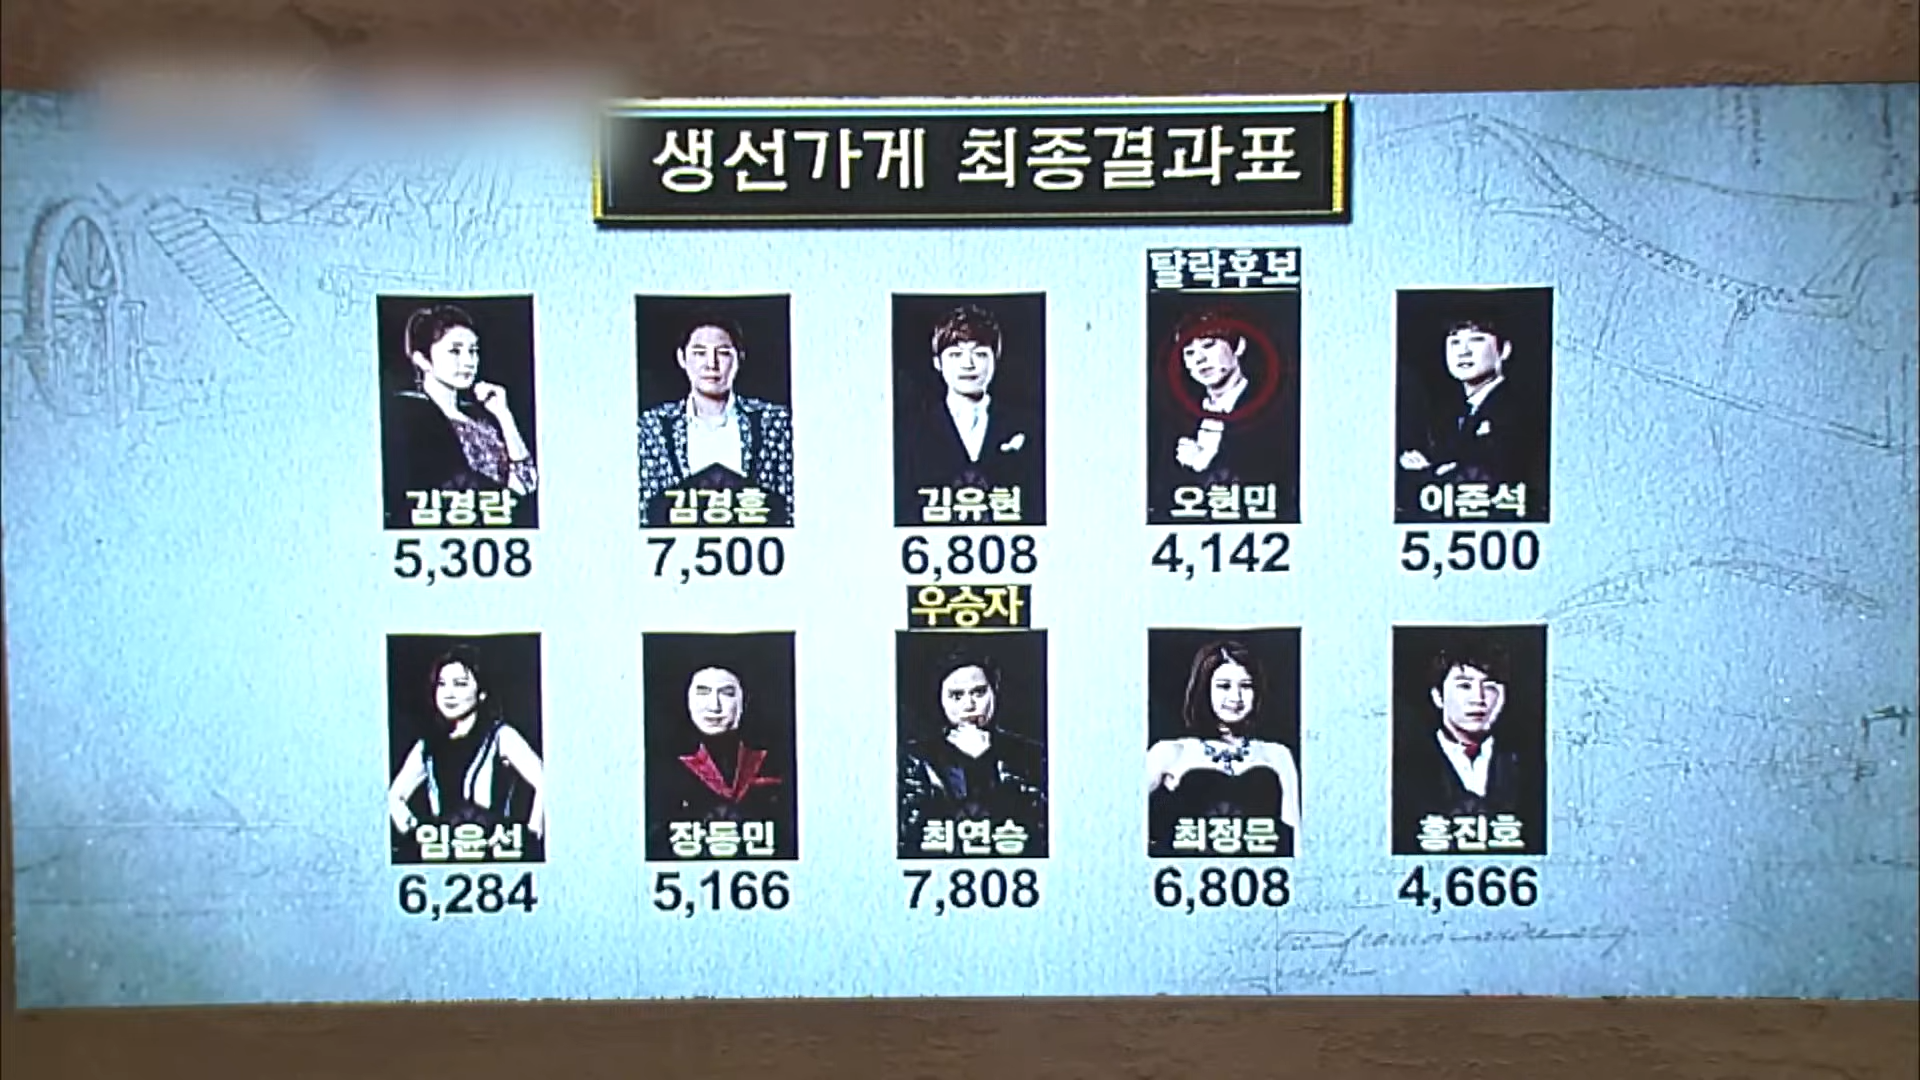 생선가게 최종결과표
탈락후보
김경란 김경훈 김유현 오현민 이준석
5,308 7,500 6,808 4,142 5,500
우승자
임윤선 장동민 최연승 최정문 홍진호
6,284 5,166 7,808 6,808 4,666